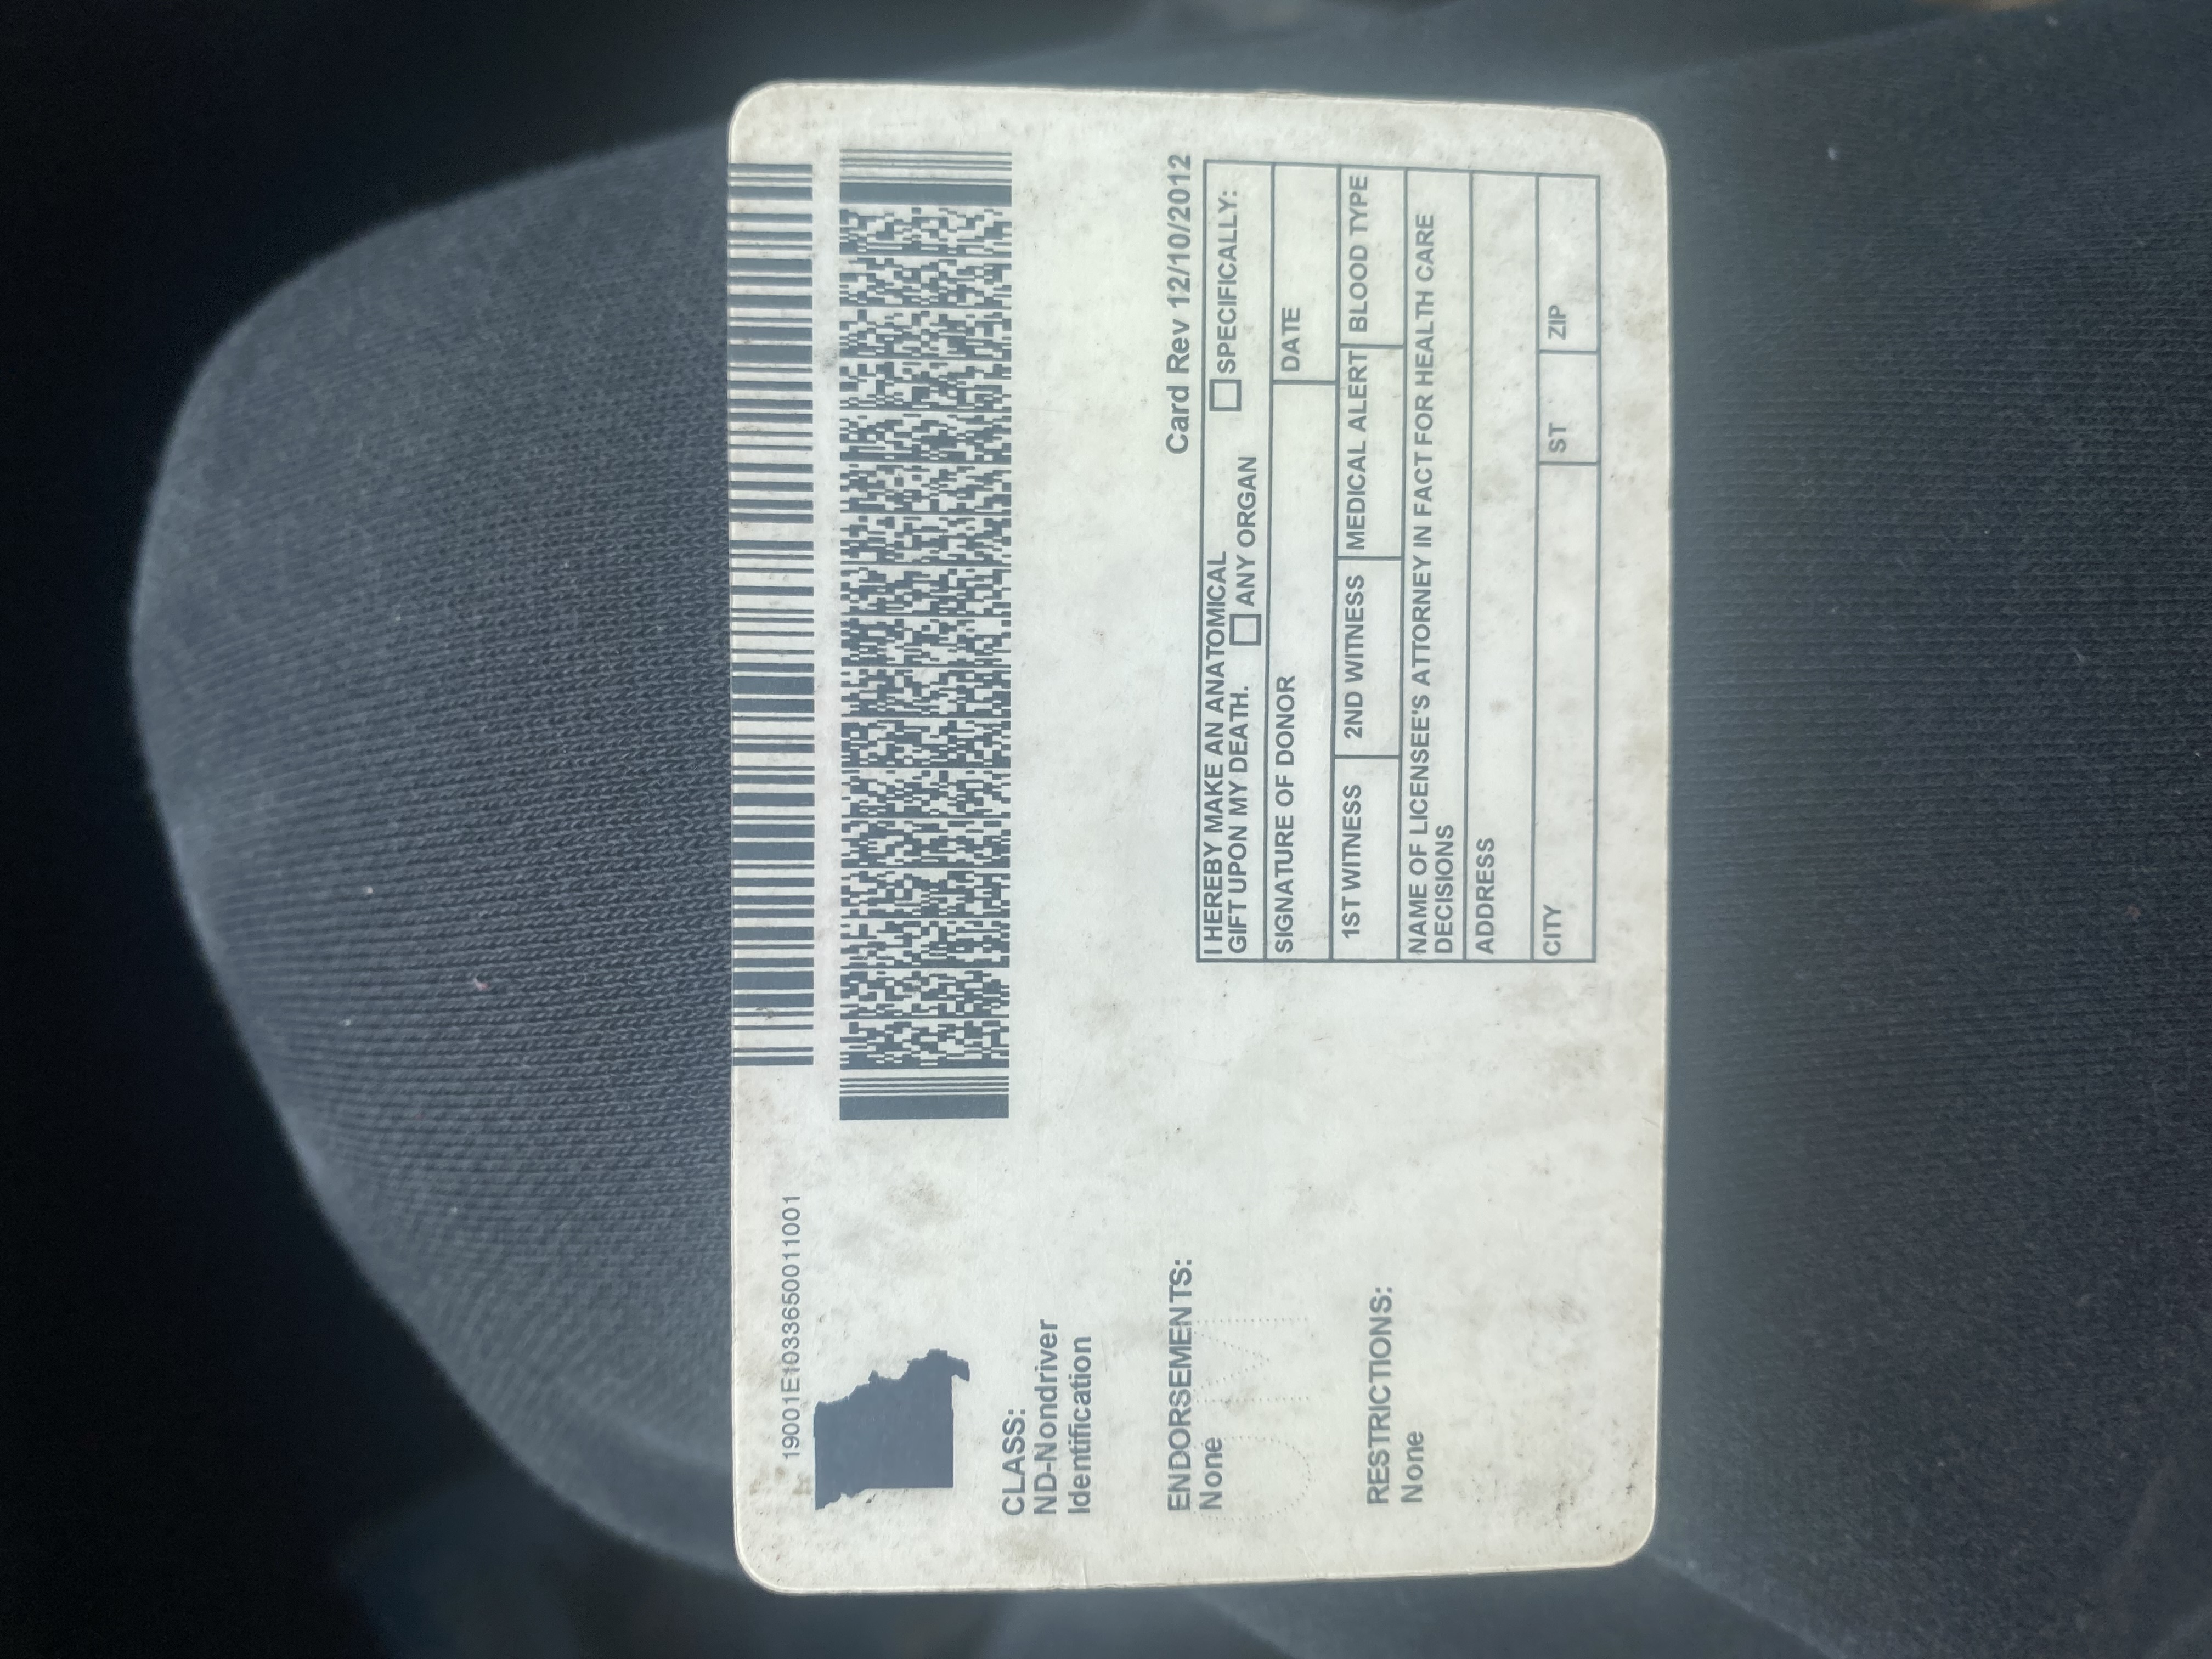 19001E1033650011001
CLASS:
ND-Nondriver
Identification
ENDORSEMENTS:
None
RESTRICTIONS:
None
Card Rev 12/10/2012
I HEREBY MAKE AN ANATOMICAL
GIFT UPON MY DEATH. ANY ORGAN SPECIFICALLY:
SIGNATURE OF DONOR DATE
1ST WITNESS 2ND WITNESS MEDICAL ALERT BLOOD TYPE
NAME OF LICENSEE'S ATTORNEY IN FACT FOR HEALTH CARE
DECISIONS
ADDRESS
CITY ST ZIP